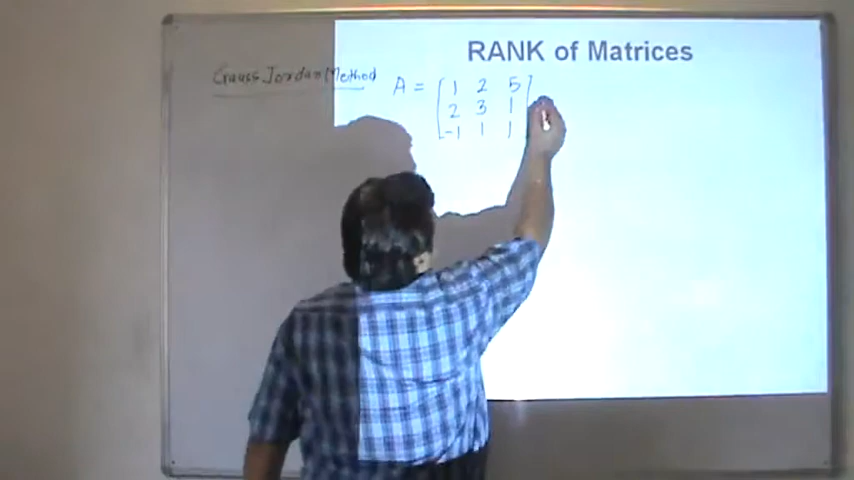 RANK of Matrices
Gauss Jordan Method
A = [ 1 2 5
2 3 1
-1 1 1 ]